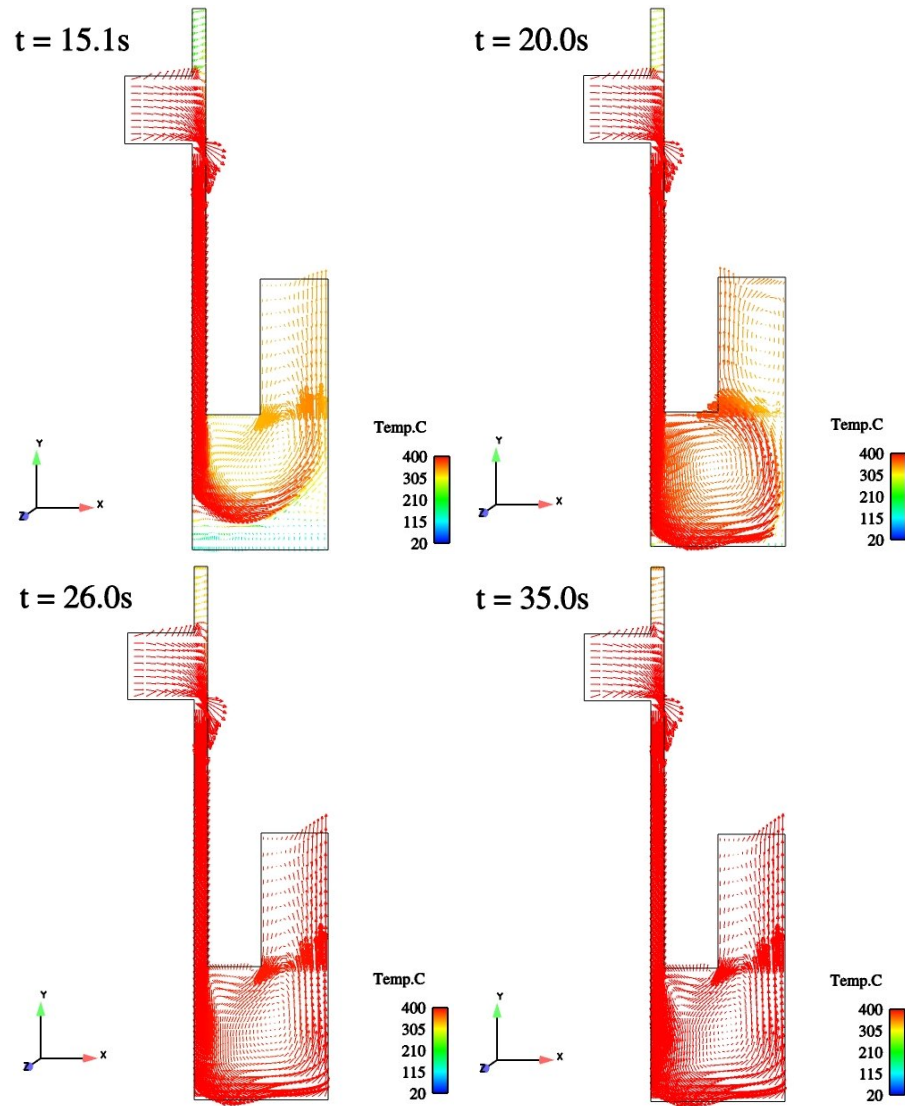 t = 15.1s
Temp.C
400
305
210
115
20
Y
X
Z
t = 20.0s
Temp.C
400
305
210
115
20
Y
X
Z
t = 26.0s
Temp.C
400
305
210
115
20
Y
X
Z
t = 35.0s
Temp.C
400
305
210
115
20
Y
X
Z